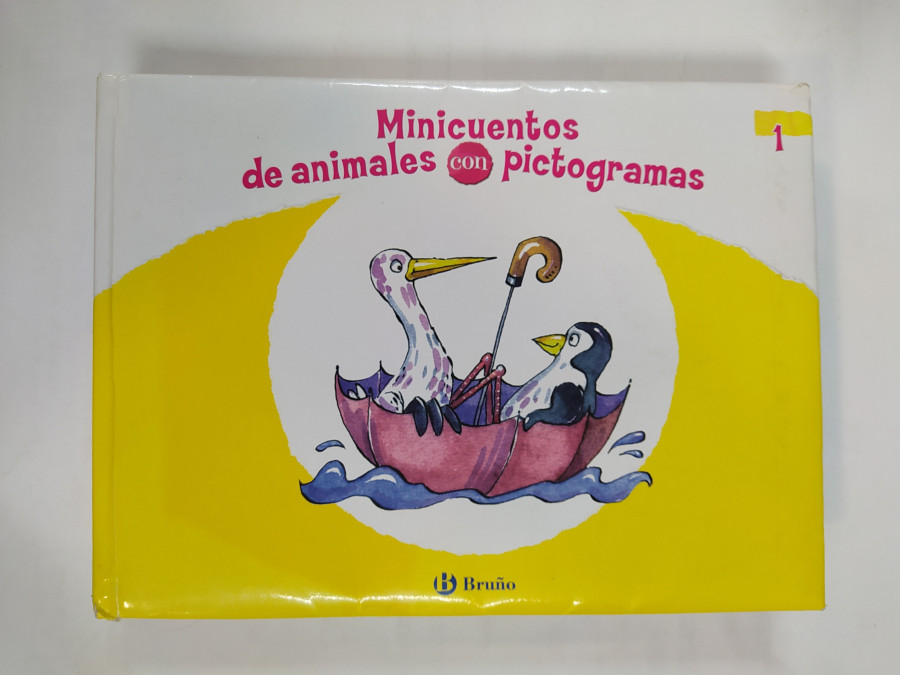 Minicuentos
de animales con pictogramas
1
B Bruño